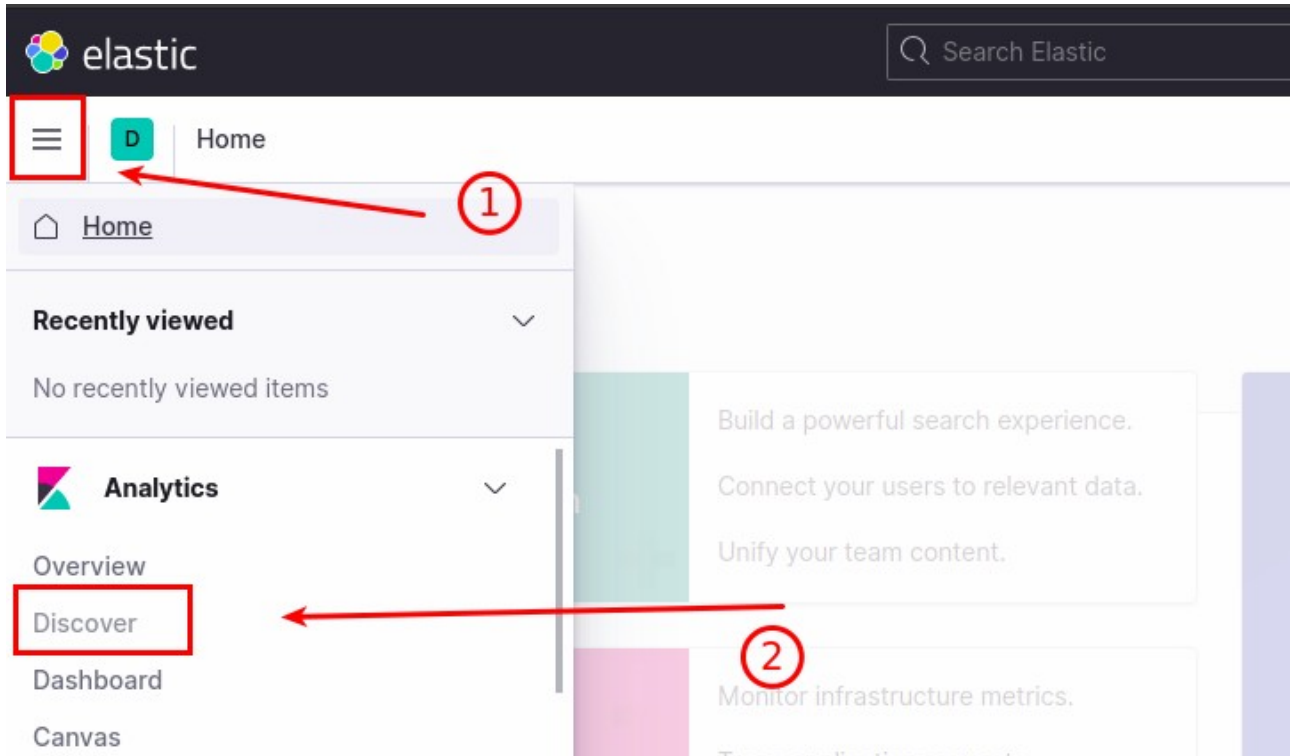 elastic
Search Elastic
D
Home
1
Home
Recently viewed
No recently viewed items
Analytics
Overview
Discover
Dashboard
Canvas
Build a powerful search experience.
Connect your users to relevant data.
Unify your team content.
2
Monitor infrastructure metrics.